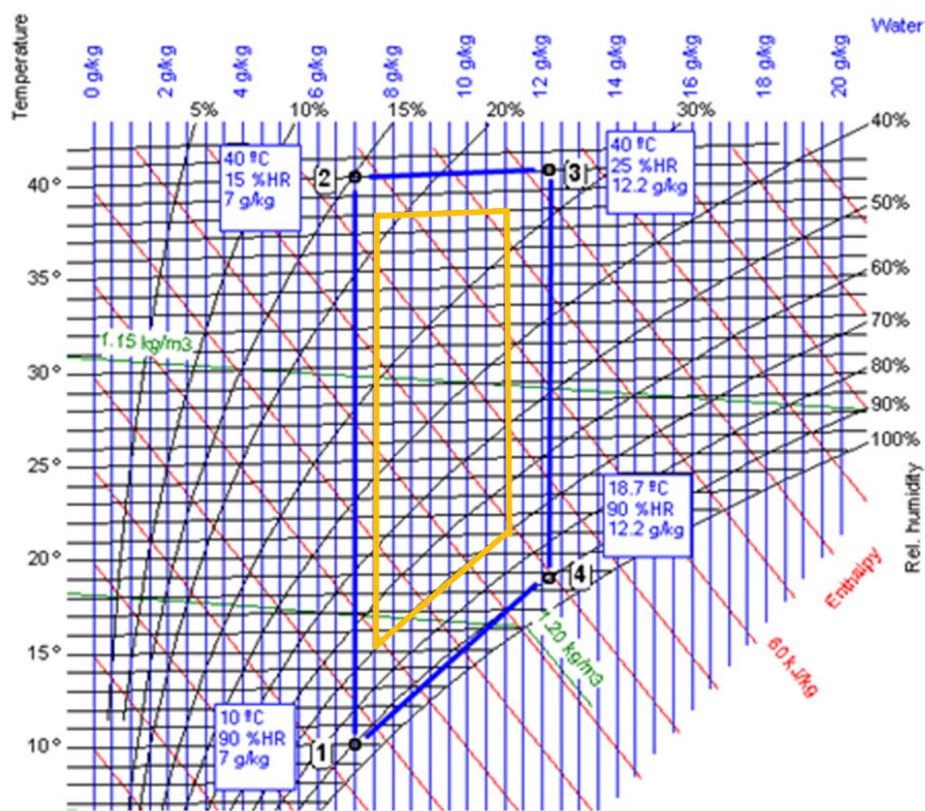 Water
Temperature
0 g/kg
2 g/kg
4 g/kg
6 g/kg
8 g/kg
10 g/kg
12 g/kg
14 g/kg
16 g/kg
18 g/kg
20 g/kg
5%
10%
15%
20%
30%
40%
50%
60%
70%
80%
90%
100%
40°
35°
30°
25°
20°
15°
10°
40 ºC
15 %HR
7 g/kg
(2)
(3)
40 ºC
25 %HR
12.2 g/kg
1.15 kg/m3
18.7 ºC
90 %HR
12.2 g/kg
(4)
Rel. humidity
Enthalpy
1.20 kg/m3
60 kJ/kg
10 ºC
90 %HR
7 g/kg
(1)